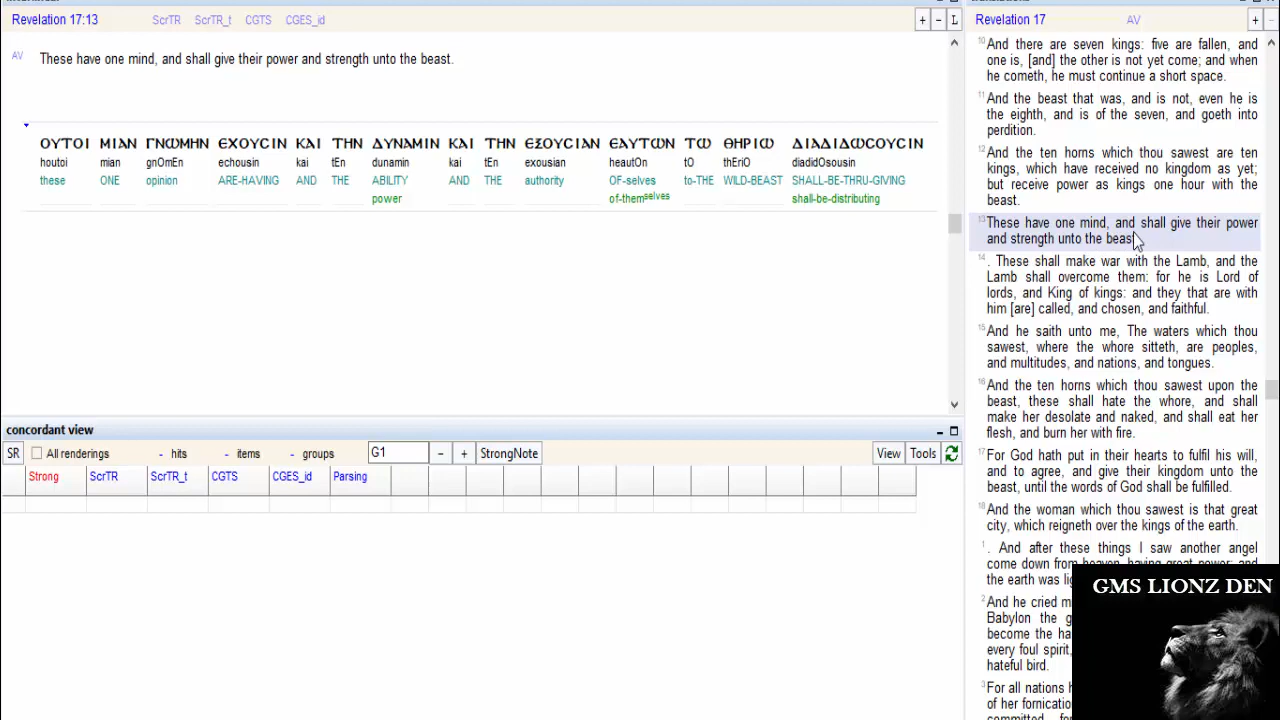 Revelation 17:13 ScrTR ScrTR_t CGTS CGES_id + - L
AV These have one mind, and shall give their power and strength unto the beast.
ΟΥΤΟΙ ΜΙΑΝ ΓΝΩΜΗΝ ΕΧΟΥϹΙΝ ΚΑΙ ΤΗΝ ΔΥΝΑΜΙΝ ΚΑΙ ΤΗΝ ΕΞΟΥϹΙΑΝ ΕΑΥΤΩΝ ΤΩ ΘΗΡΙΩ ΔΙΑΔΙΔΩϹΟΥϹΙΝ
houtoi mian gnOmEn echousin kai tEn dunamin kai tEn exousian heautOn tO thEriO diadidOsousin
these ONE opinion ARE-HAVING AND THE ABILITY AND THE authority OF-selves to-THE WILD-BEAST SHALL-BE-THRU-GIVING
power of-themselves shall-be-distributing
concordant view
SR All renderings - hits - items - groups G1 - + StrongNote View Tools
Strong ScrTR ScrTR_t CGTS CGES_id Parsing
Revelation 17 AV + -
10 And there are seven kings: five are fallen, and
one is, [and] the other is not yet come; and when
he cometh, he must continue a short space.
11 And the beast that was, and is not, even he is
the eighth, and is of the seven, and goeth into
perdition.
12 And the ten horns which thou sawest are ten
kings, which have received no kingdom as yet;
but receive power as kings one hour with the
beast.
13 These have one mind, and shall give their power
and strength unto the beast
14 . These shall make war with the Lamb, and the
Lamb shall overcome them: for he is Lord of
lords, and King of kings: and they that are with
him [are] called, and chosen, and faithful.
15 And he saith unto me, The waters which thou
sawest, where the whore sitteth, are peoples,
and multitudes, and nations, and tongues.
16 And the ten horns which thou sawest upon the
beast, these shall hate the whore, and shall
make her desolate and naked, and shall eat her
flesh, and burn her with fire.
17 For God hath put in their hearts to fulfil his will,
and to agree, and give their kingdom unto the
beast, until the words of God shall be fulfilled.
18 And the woman which thou sawest is that great
city, which reigneth over the kings of the earth.
1 . And after these things I saw another angel
come down from heaven, having great power; and
the earth was
2 And he cried
Babylon the
become the
every foul spirit,
hateful bird.
3 For all nations
of her fornication
GMS LIONZ DEN